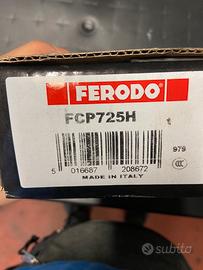 FERODO
FCP725H
979
5 016687 208672
MADE IN ITALY
subito